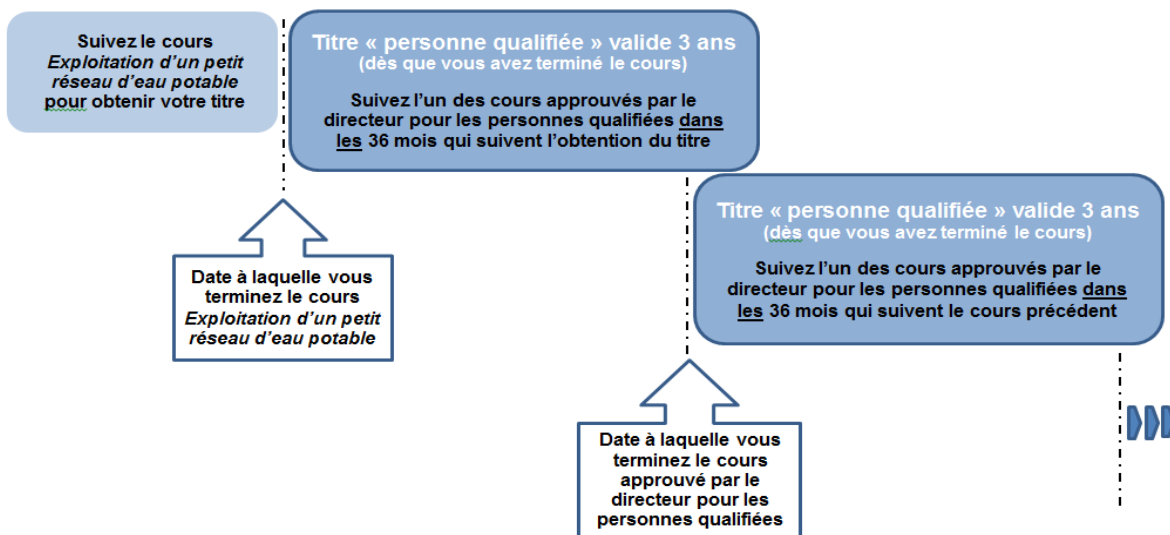 Suivez le cours
Exploitation d'un petit
réseau d'eau potable
pour obtenir votre titre
Titre « personne qualifiée » valide 3 ans
(dès que vous avez terminé le cours)
Suivez l'un des cours approuvés par le
directeur pour les personnes qualifiées dans
les 36 mois qui suivent l'obtention du titre
Date à laquelle vous
terminez le cours
Exploitation d'un petit
réseau d'eau potable
Titre « personne qualifiée » valide 3 ans
(dès que vous avez terminé le cours)
Suivez l'un des cours approuvés par le
directeur pour les personnes qualifiées dans
les 36 mois qui suivent le cours précédent
Date à laquelle vous
terminez le cours
approuvé par le
directeur pour les
personnes qualifiées